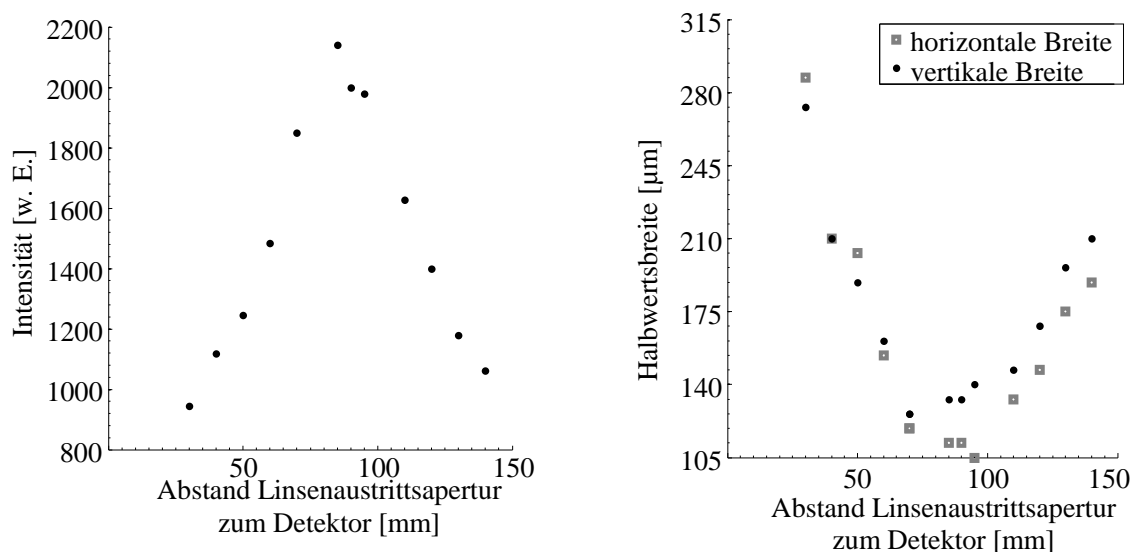 2200
2000
1800
1600
1400
1200
1000
800
50
100
150
Intensität [w. E.]
Abstand Linsenaustrittsapertur
zum Detektor [mm]
315
280
245
210
175
140
105
50
100
150
Halbwertsbreite [µm]
horizontale Breite
vertikale Breite
Abstand Linsenaustrittsapertur
zum Detektor [mm]